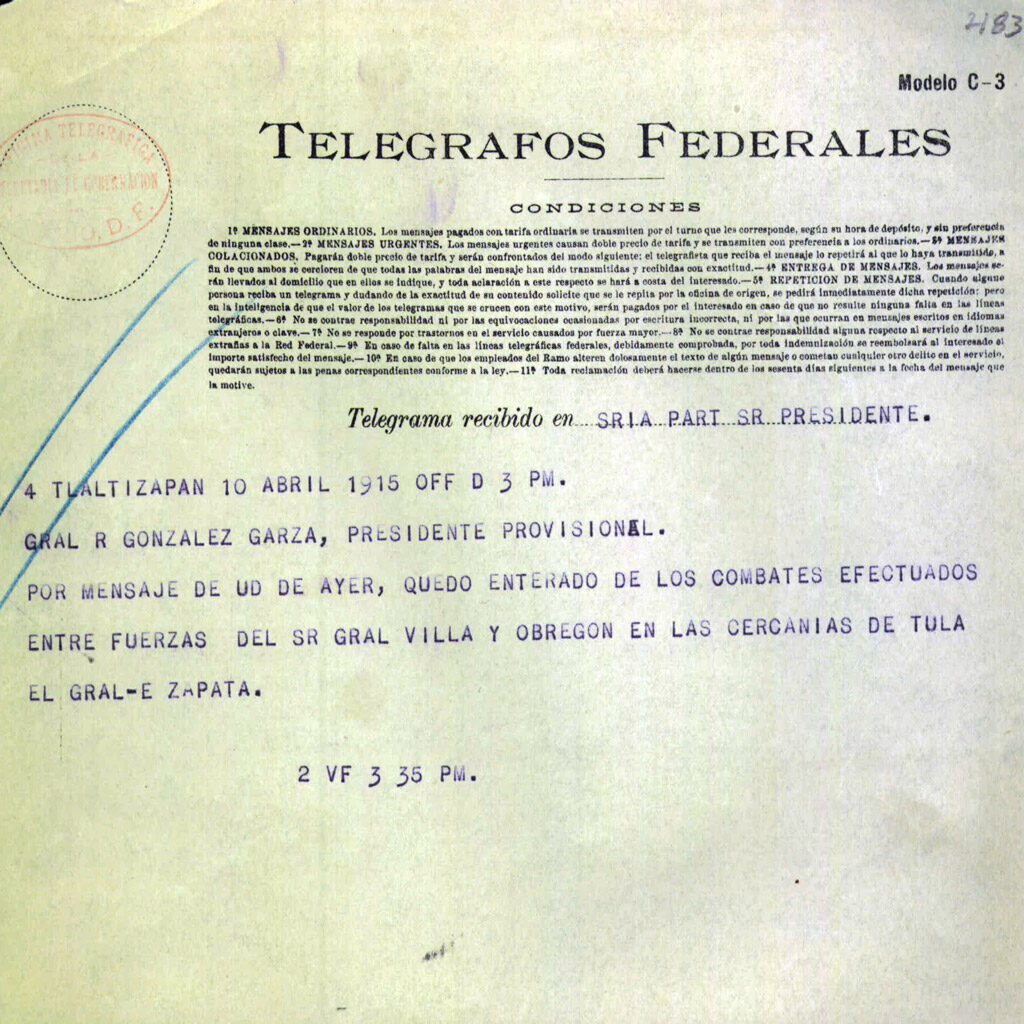 2183
Modelo C-3
TELEGRAFICA
TELEGRAFOS FEDERALES
CONDICIONES
1ª MENSAJES ORDINARIOS. Los mensajes pagados con tarifa ordinaria se transmiten por el turno que les corresponde, según su hora de depósito, y sin preferencia
de ninguna clase.—2ª MENSAJES URGENTES. Los mensajes urgentes causan doble precio de tarifa y se transmiten con preferencia a los ordinarios.—3ª MENSAJES
COLACIONADOS. Pagarán doble precio de tarifa y serán confrontados del modo siguiente: el telegrafista que reciba el mensaje lo repetirá al que lo haya transmitido, a
fin de que ambos se cercioren de que todas las palabras del mensaje han sido transmitidas y recibidas con exactitud.—4ª ENTREGA DE MENSAJES. Los mensajes se-
rán llevados al domicilio que en ellos se indique, y toda aclaración a este respecto se hará a costa del interesado.—5ª REPETICION DE MENSAJES. Cuando alguna
persona reciba un telegrama y dudando de la exactitud de su contenido solicite que se le repita por la oficina de origen, se pedirá inmediatamente dicha repetición; pero
en la inteligencia de que el valor de los telegramas que se crucen con este motivo, serán pagados por el interesado en caso de que no resulte ninguna falta en las líneas
telegráficas.—6ª No se contrae responsabilidad ni por las equivocaciones ocasionadas por escritura incorrecta, ni por las que ocurran en mensajes escritos en idiomas
extranjeros o clave.—7ª No se responde por trastornos en el servicio causados por fuerza mayor.—8ª No se contrae responsabilidad alguna respecto al servicio de líneas
extrañas a la Red Federal.—9ª En caso de falta en las líneas telegráficas federales, debidamente comprobada, por toda indemnización se reembolsará al interesado el
importe satisfecho del mensaje.—10ª En caso de que los empleados del Ramo alteren dolosamente el texto de algún mensaje o cometan cualquier otro delito en el servicio,
quedarán sujetos a las penas correspondientes conforme a la ley.—11ª Toda reclamación deberá hacerse dentro de los sesenta días siguientes a la fecha del mensaje que
la motive.
Telegrama recibido en SRIA PART SR PRESIDENTE.
4 TLALTIZAPAN 10 ABRIL 1915 OFF D 3 PM.
GRAL R GONZALEZ GARZA, PRESIDENTE PROVISIONAL.
POR MENSAJE DE UD DE AYER, QUEDO ENTERADO DE LOS COMBATES EFECTUADOS
ENTRE FUERZAS DEL SR GRAL VILLA Y OBREGON EN LAS CERCANIAS DE TULA
EL GRAL-E ZAPATA.
2 VF 3 35 PM.